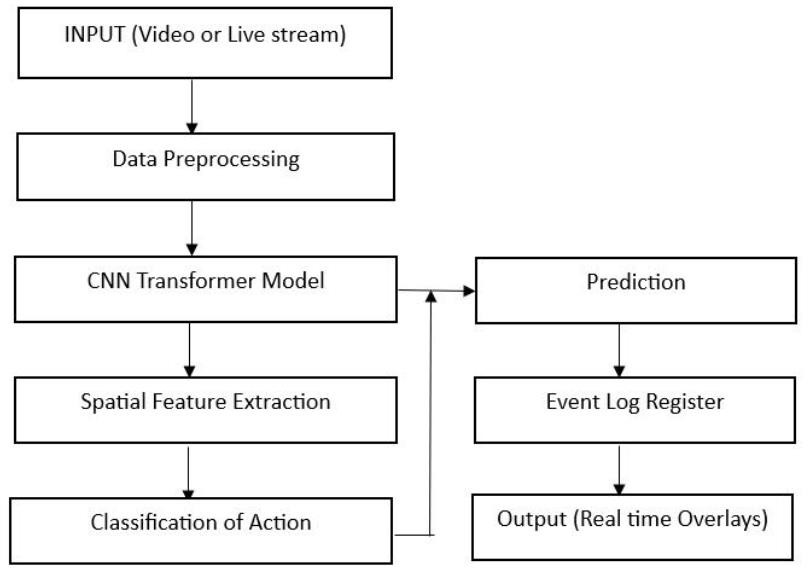 INPUT (Video or Live stream)
Data Preprocessing
CNN Transformer Model
Spatial Feature Extraction
Classification of Action
Prediction
Event Log Register
Output (Real time Overlays)